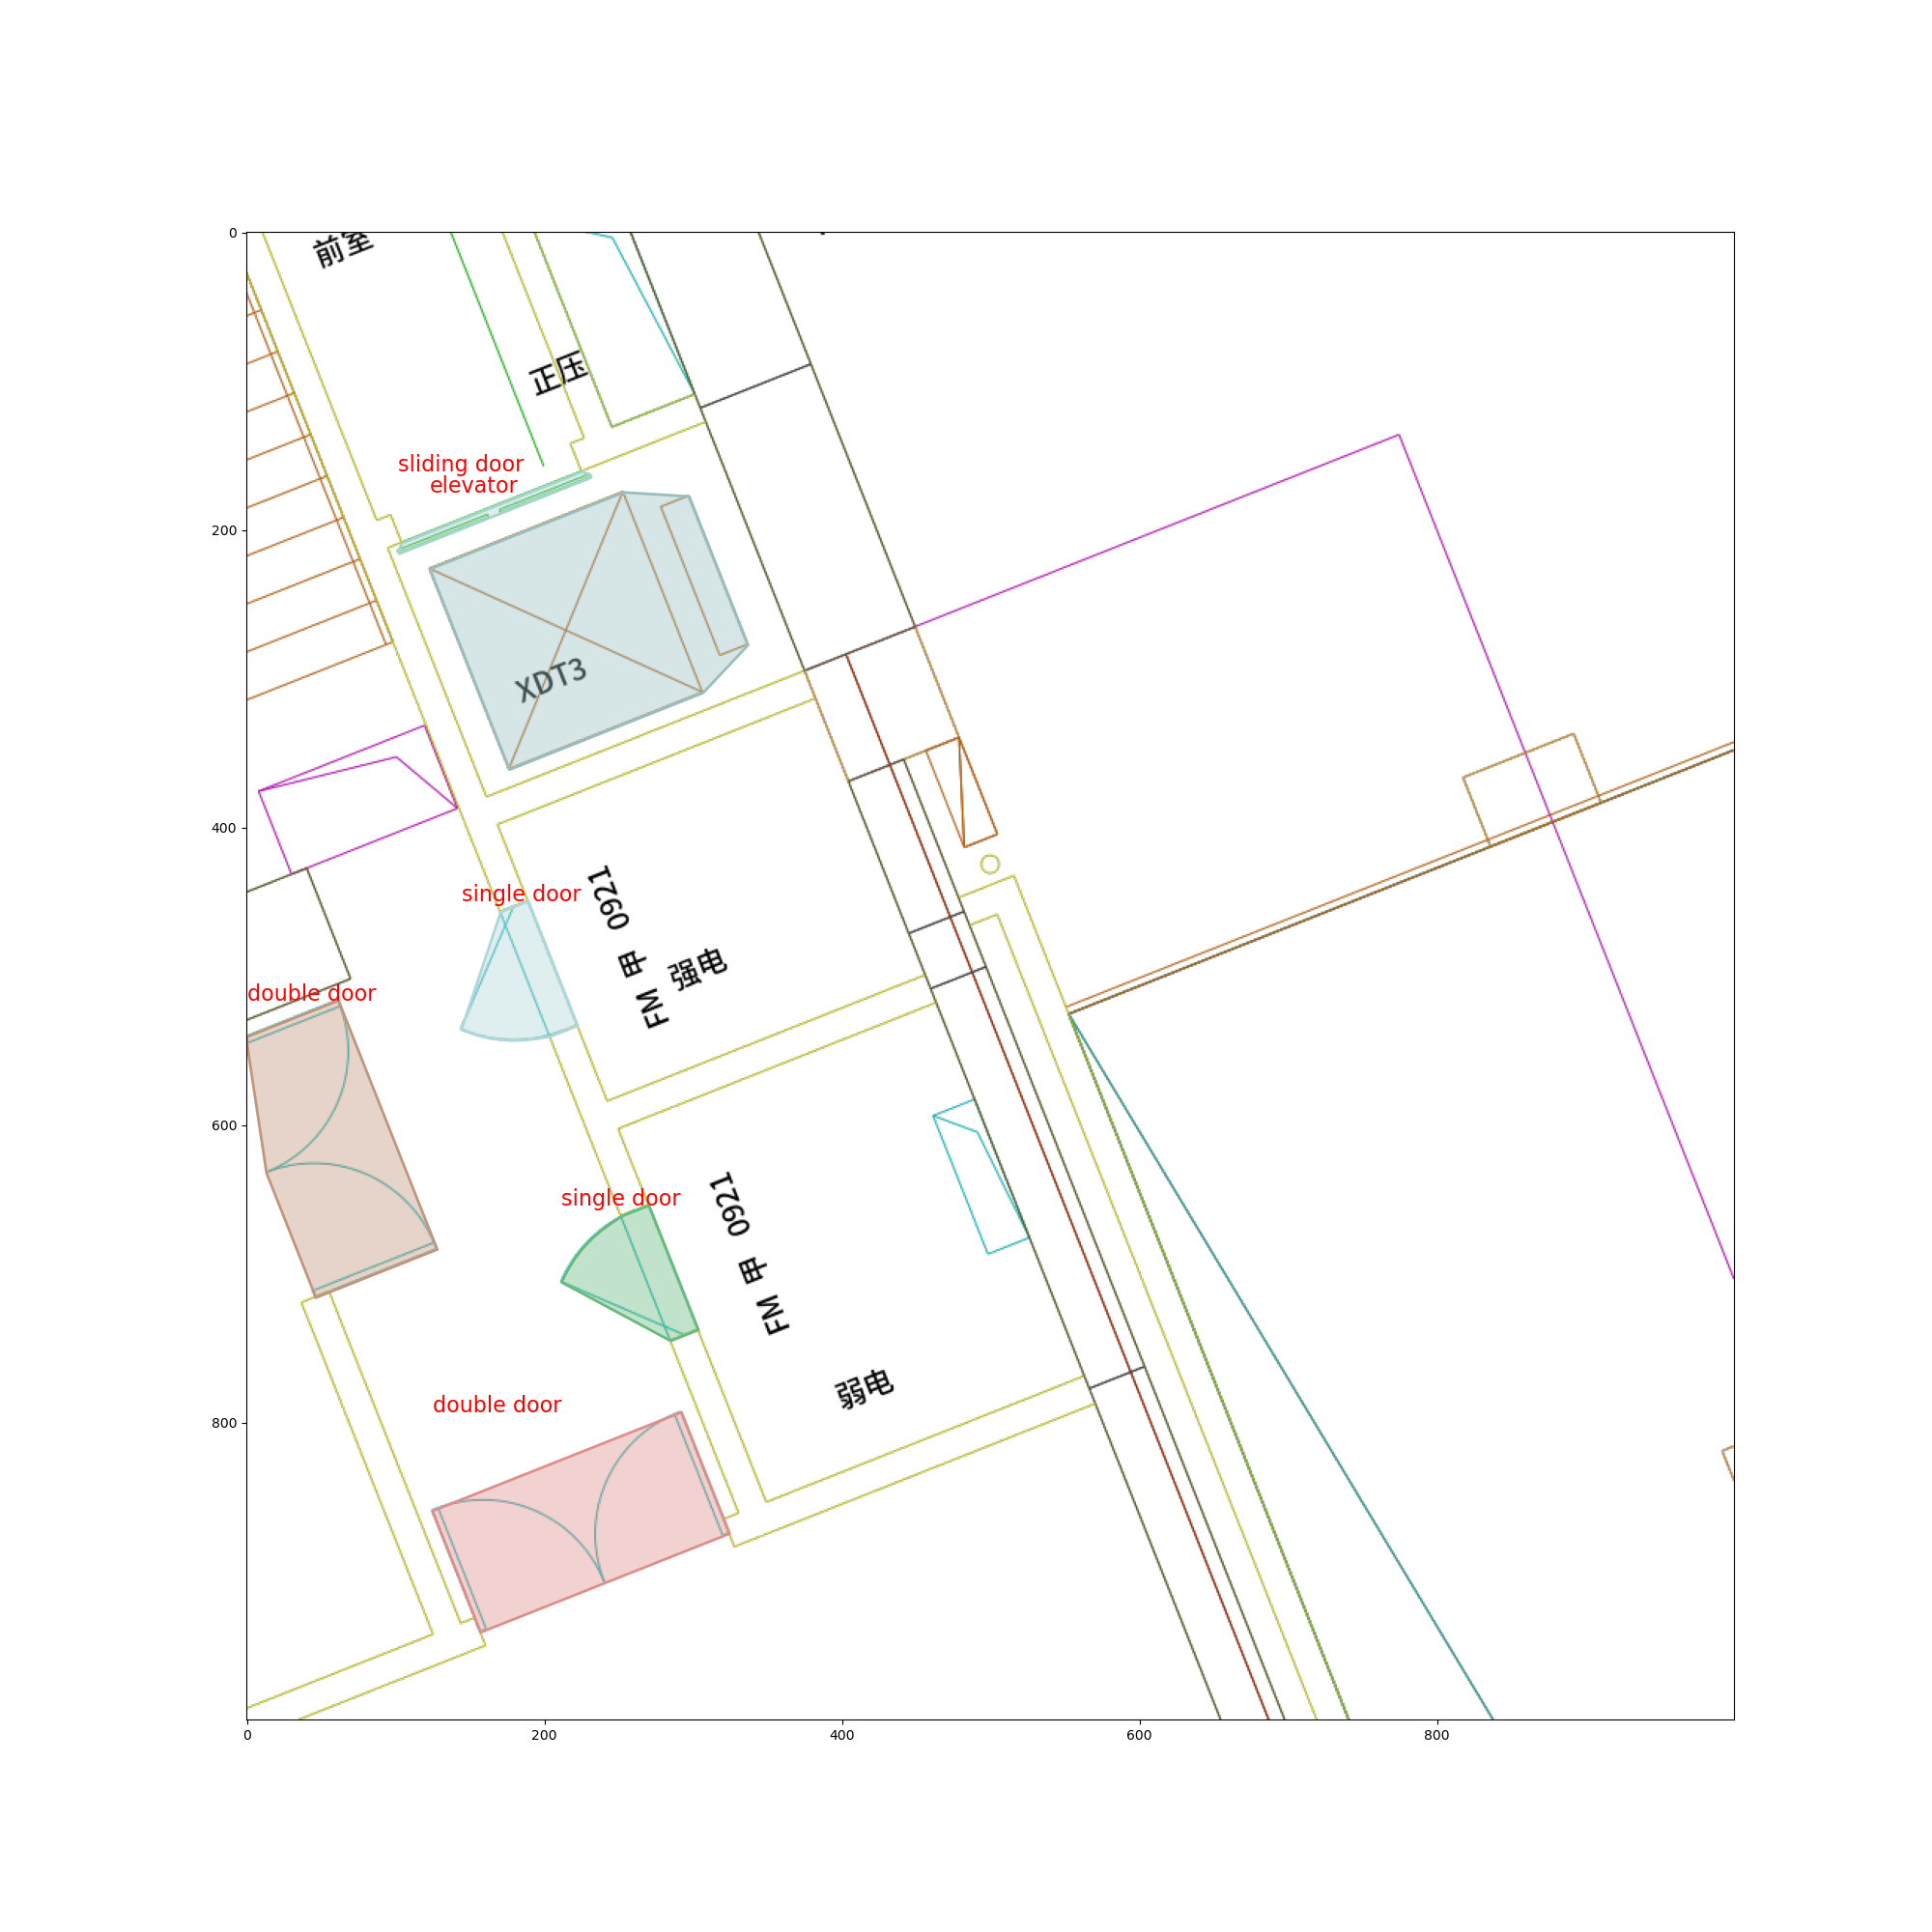 前室
0
正压
sliding door
elevator
200
XDT3
400
single door
FM 甲 0921
强电
double door
600
single door
FM 甲 0921
弱电
double door
800
0
200
400
600
800